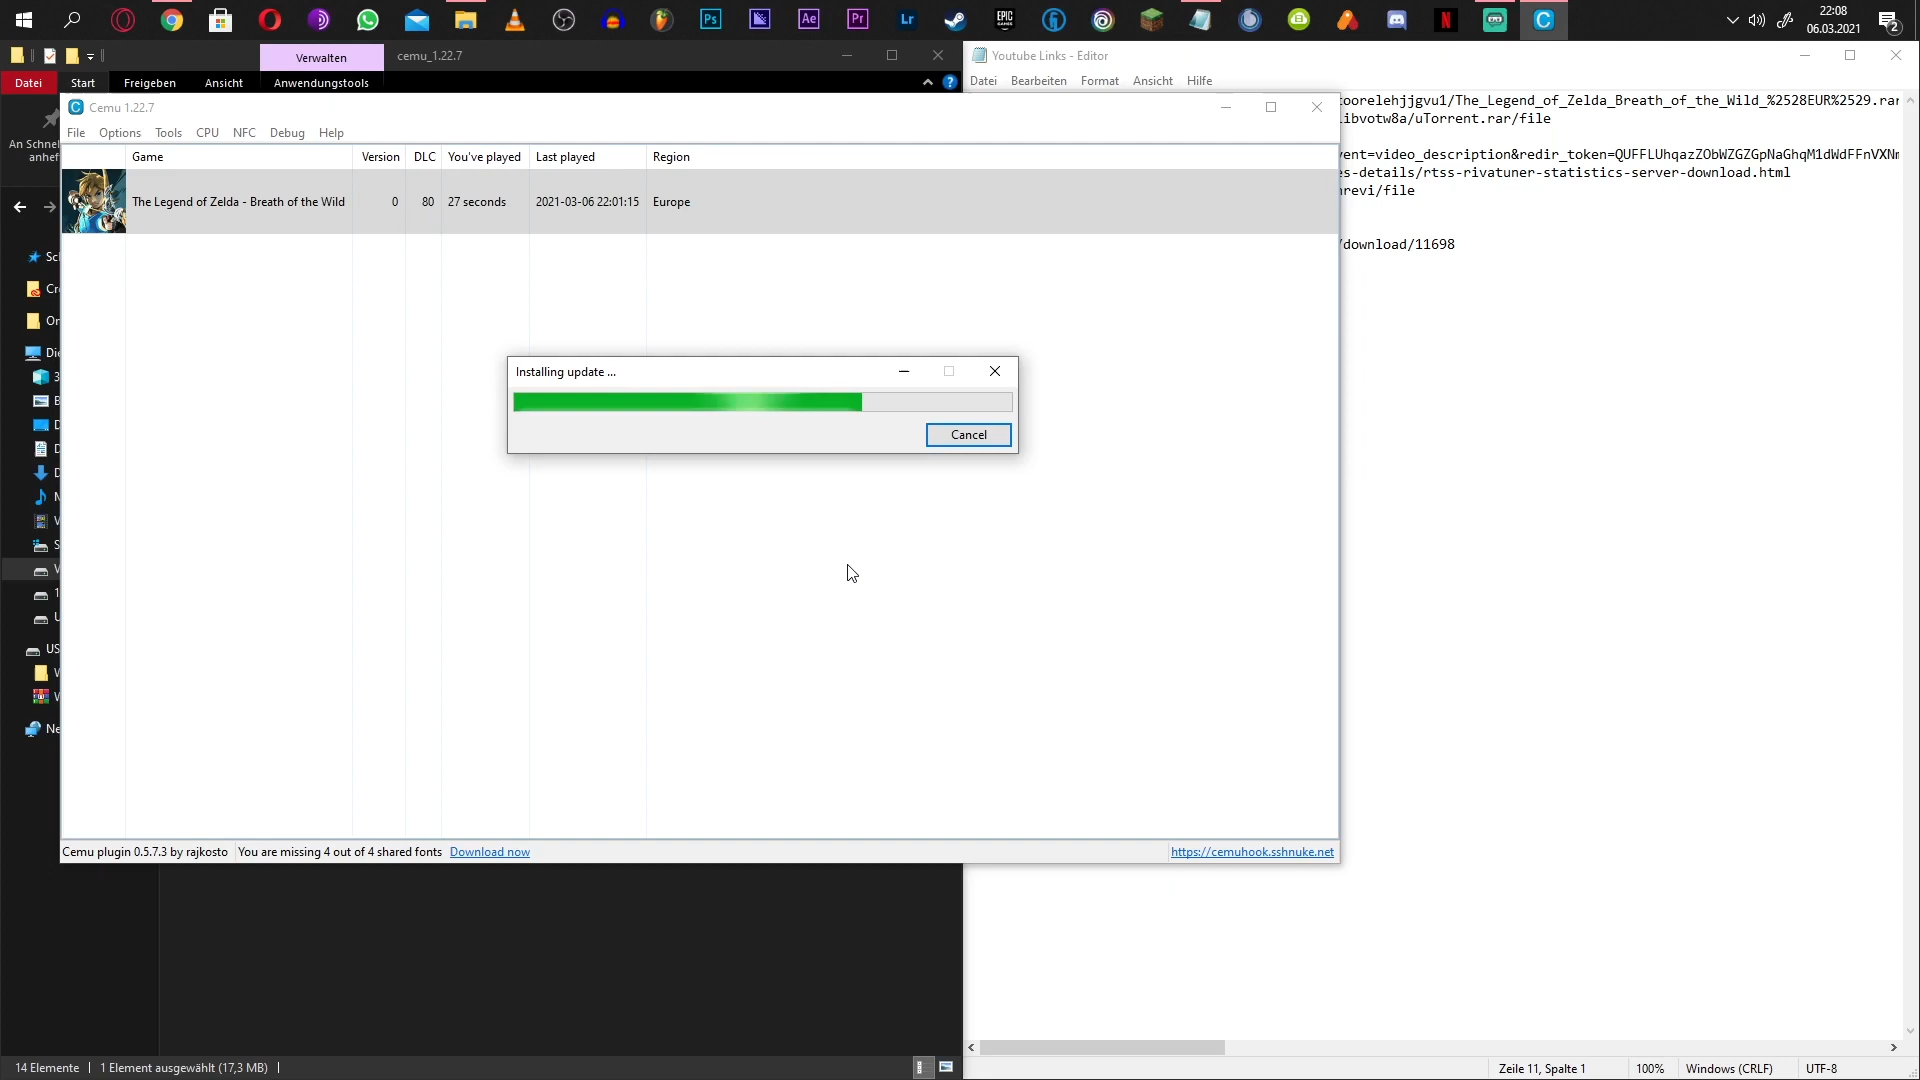 22:08
06.03.2021
2
Verwalten
cemu_1.22.7
Youtube Links - Editor
Datei
Start
Freigeben
Ansicht
Anwendungstools
Datei
Bearbeiten
Format
Ansicht
Hilfe
Cemu 1.22.7
File
Options
Tools
CPU
NFC
Debug
Help
An Schnel
anhef
Game
Version
DLC
You've played
Last played
Region
The Legend of Zelda - Breath of the Wild
0
80
27 seconds
2021-03-06 22:01:15
Europe
oorelehjjgvu1/The_Legend_of_Zelda_Breath_of_the_Wild_%2528EUR%2529.rar
ibvotw8a/uTorrent.rar/file
ent=video_description&redir_token=QUFFLUhqazZObWZGZGpNaGhqM1dWdFFnVXNm
s-details/rtss-rivatuner-statistics-server-download.html
revi/file
/download/11698
Installing update ...
Cancel
Cemu plugin 0.5.7.3 by rajkosto
You are missing 4 out of 4 shared fonts
Download now
https://cemuhook.sshnuke.net
14 Elemente
1 Element ausgewählt (17,3 MB)
Zeile 11, Spalte 1
100%
Windows (CRLF)
UTF-8